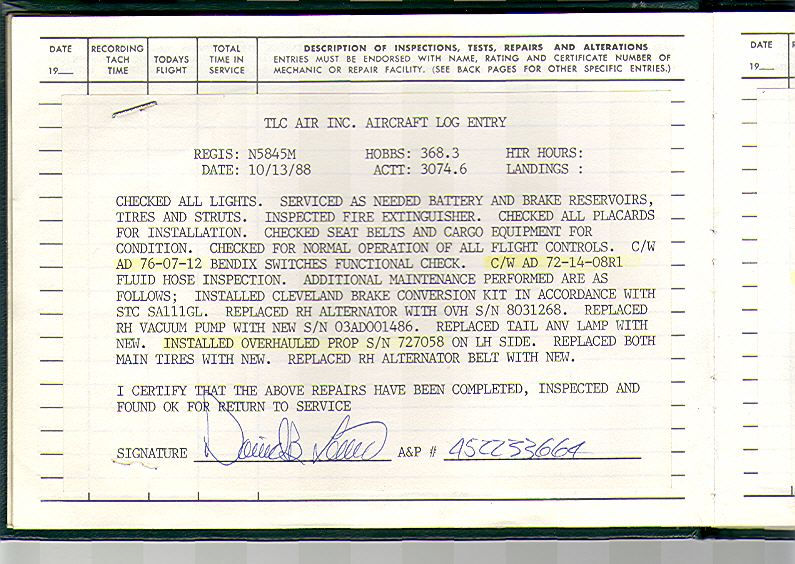 DATE RECORDING TACH TIME TODAYS FLIGHT TOTAL TIME IN SERVICE DESCRIPTION OF INSPECTIONS, TESTS, REPAIRS AND ALTERATIONS
19__ ENTRIES MUST BE ENDORSED WITH NAME, RATING AND CERTIFICATE NUMBER OF
MECHANIC OR REPAIR FACILITY. (SEE BACK PAGES FOR OTHER SPECIFIC ENTRIES.)
DATE
19__
TLC AIR INC. AIRCRAFT LOG ENTRY
REGIS: N5845M HOBBS: 368.3 HTR HOURS:
DATE: 10/13/88 ACTT: 3074.6 LANDINGS :
CHECKED ALL LIGHTS. SERVICED AS NEEDED BATTERY AND BRAKE RESERVOIRS,
TIRES AND STRUTS. INSPECTED FIRE EXTINGUISHER. CHECKED ALL PLACARDS
FOR INSTALLATION. CHECKED SEAT BELTS AND CARGO EQUIPMENT FOR
CONDITION. CHECKED FOR NORMAL OPERATION OF ALL FLIGHT CONTROLS. C/W
AD 76-07-12 BENDIX SWITCHES FUNCTIONAL CHECK. C/W AD 72-14-08R1
FLUID HOSE INSPECTION. ADDITIONAL MAINTENANCE PERFORMED ARE AS
FOLLOWS; INSTALLED CLEVELAND BRAKE CONVERSION KIT IN ACCORDANCE WITH
STC SA111GL. REPLACED RH ALTERNATOR WITH OVH S/N 8031268. REPLACED
RH VACUUM PUMP WITH NEW S/N 03AD001486. REPLACED TAIL ANV LAMP WITH
NEW. INSTALLED OVERHAULED PROP S/N 727058 ON LH SIDE. REPLACED BOTH
MAIN TIRES WITH NEW. REPLACED RH ALTERNATOR BELT WITH NEW.
I CERTIFY THAT THE ABOVE REPAIRS HAVE BEEN COMPLETED, INSPECTED AND
FOUND OK FOR RETURN TO SERVICE
SIGNATURE A&P #